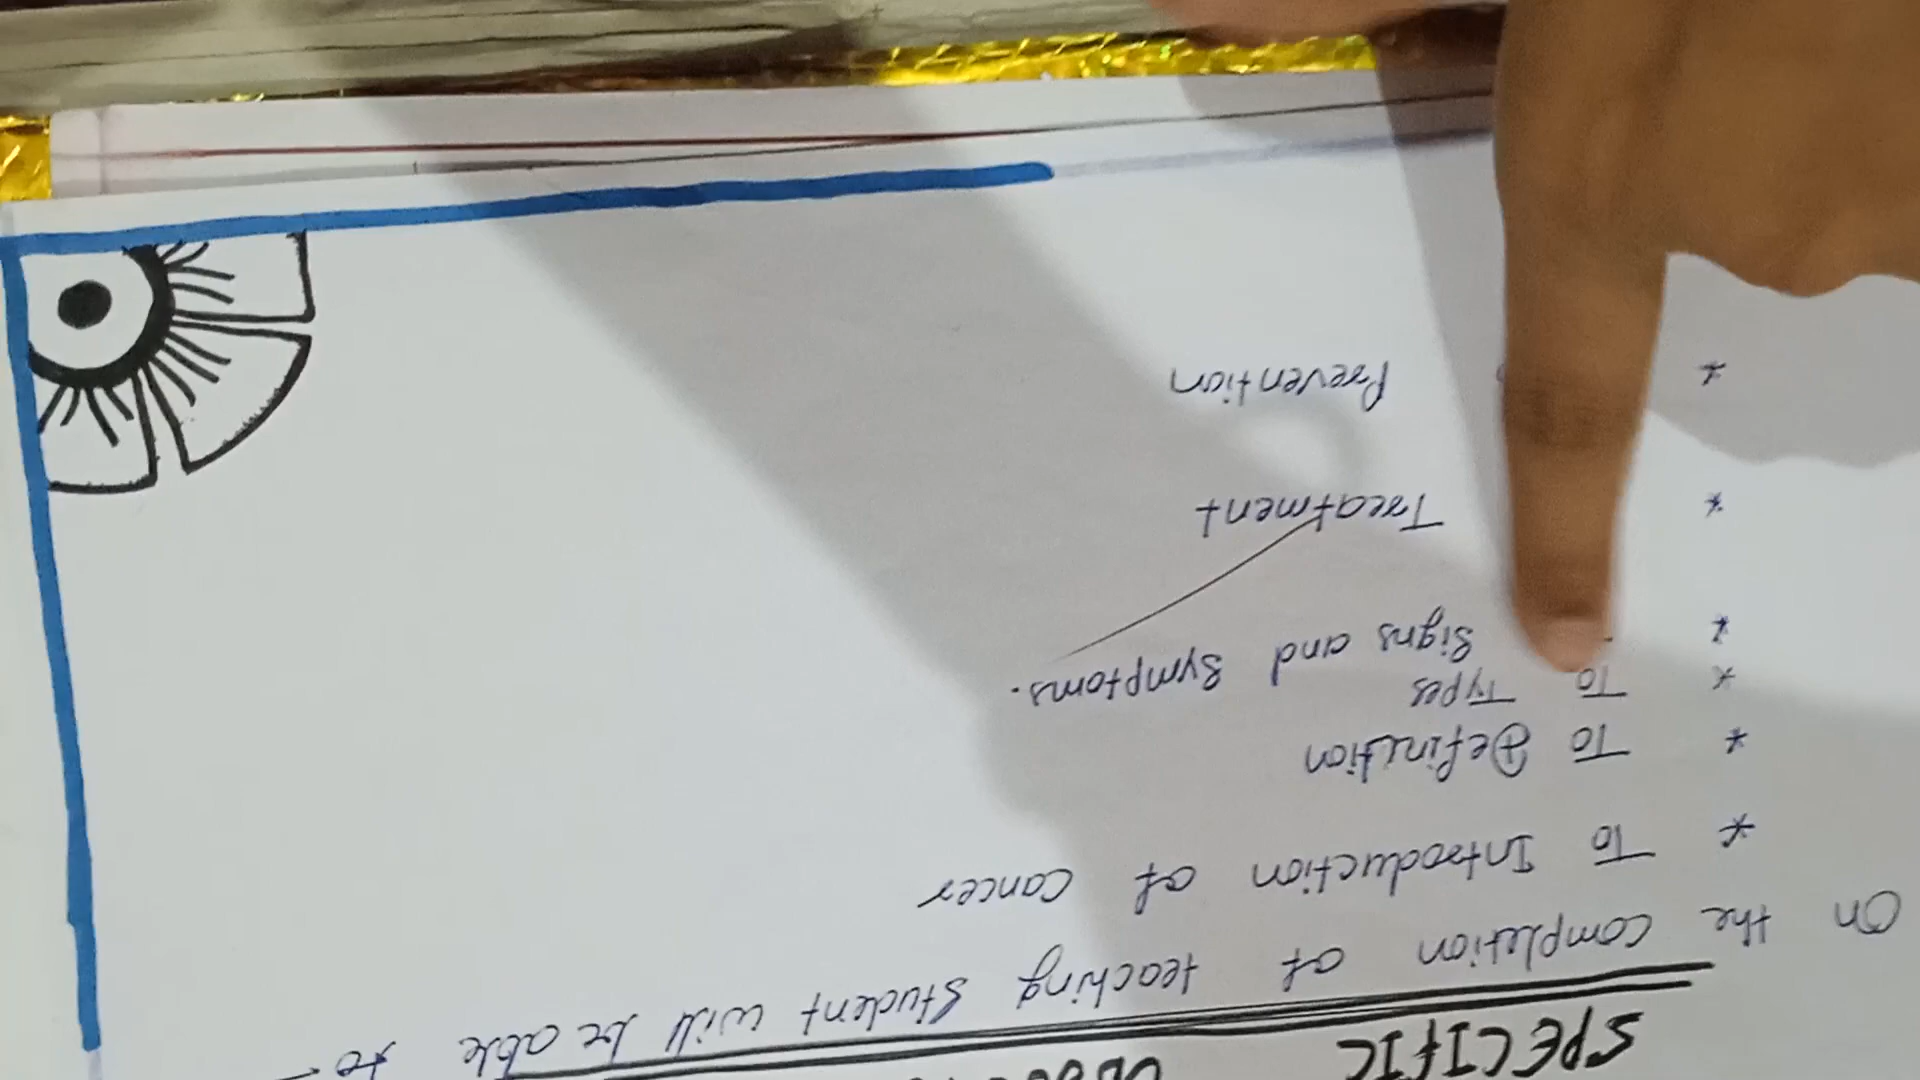 SPECIFIC
On the completion of teaching student will be able to -
* To Introduction of cancer
* To Definition
* To Types
* Signs and Symptoms.
* Treatment
* Prevention